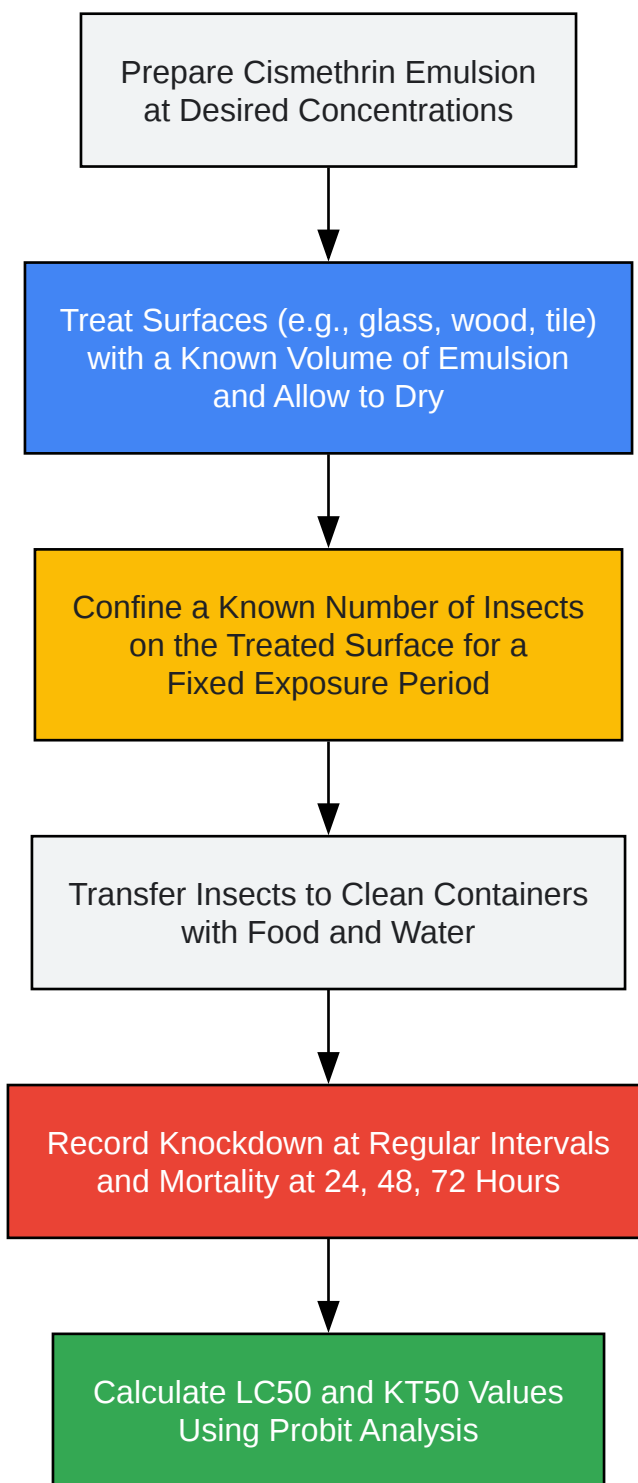 Prepare Cismethrin Emulsion
at Desired Concentrations
Treat Surfaces (e.g., glass, wood, tile)
with a Known Volume of Emulsion
and Allow to Dry
Confine a Known Number of Insects
on the Treated Surface for a
Fixed Exposure Period
Transfer Insects to Clean Containers
with Food and Water
Record Knockdown at Regular Intervals
and Mortality at 24, 48, 72 Hours
Calculate LC50 and KT50 Values
Using Probit Analysis